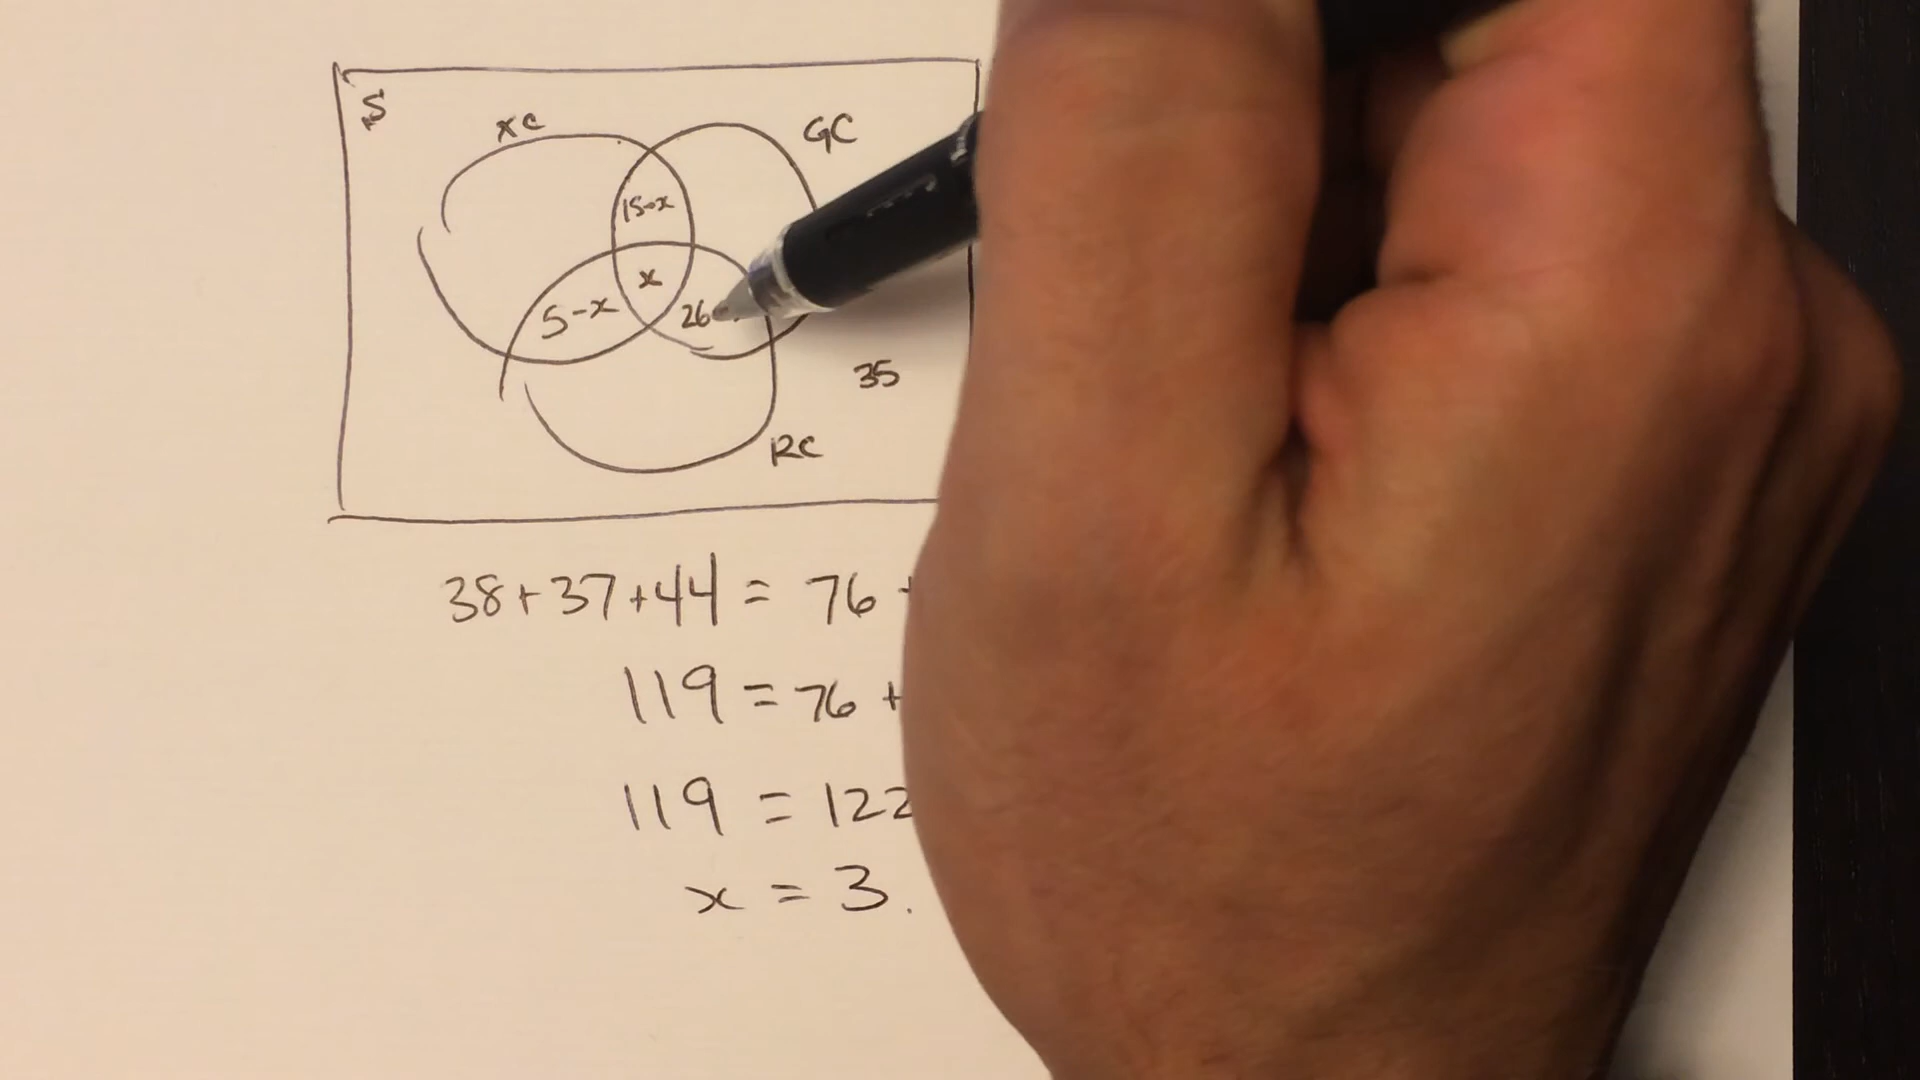 S
XC
GC
15-x
x
5-x
26
35
RC
38+37+44 = 76
119 = 76 +
119 = 122
x = 3.